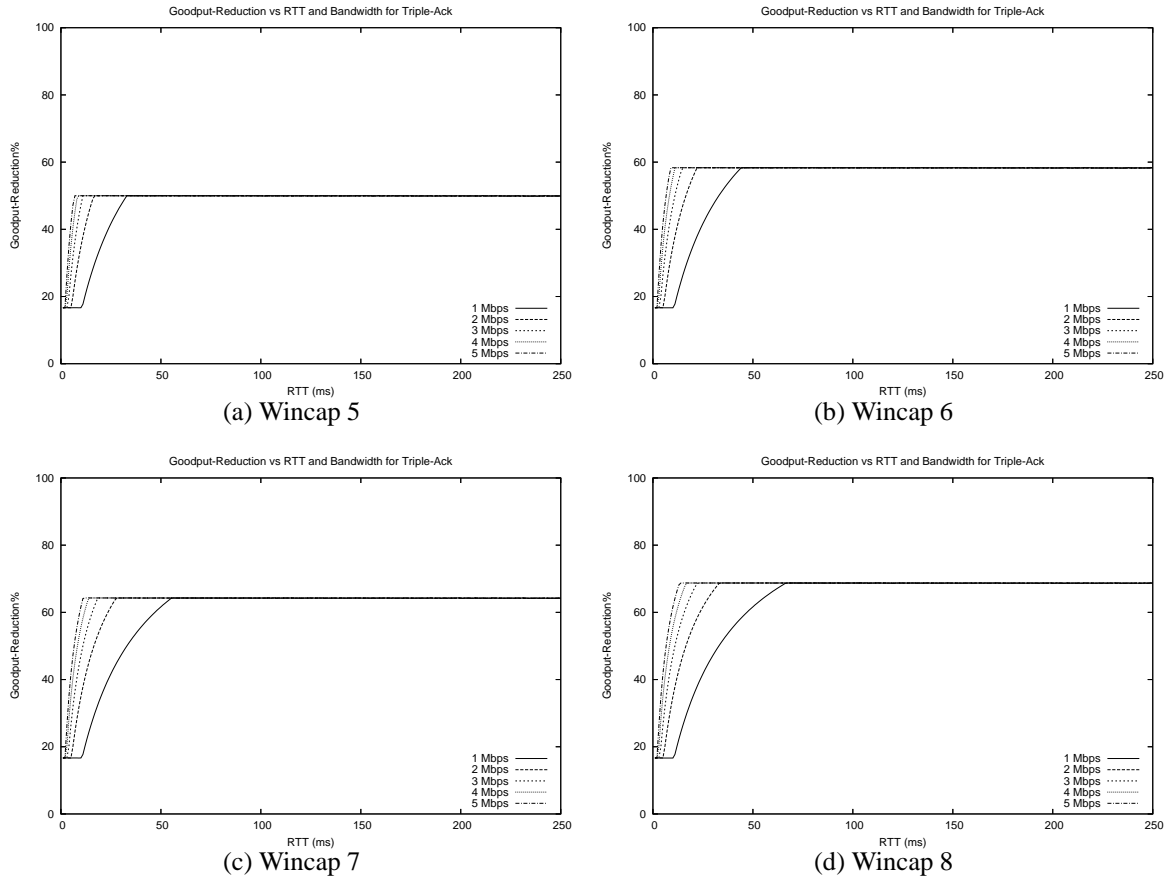 Goodput-Reduction vs RTT and Bandwidth for Triple-Ack
100
80
60
40
20
0
Goodput-Reduction%
0 50 100 150 200 250
RTT (ms)
1 Mbps
2 Mbps
3 Mbps
4 Mbps
5 Mbps
(a) Wincap 5
Goodput-Reduction vs RTT and Bandwidth for Triple-Ack
100
80
60
40
20
0
Goodput-Reduction%
0 50 100 150 200 250
RTT (ms)
1 Mbps
2 Mbps
3 Mbps
4 Mbps
5 Mbps
(b) Wincap 6
Goodput-Reduction vs RTT and Bandwidth for Triple-Ack
100
80
60
40
20
0
Goodput-Reduction%
0 50 100 150 200 250
RTT (ms)
1 Mbps
2 Mbps
3 Mbps
4 Mbps
5 Mbps
(c) Wincap 7
Goodput-Reduction vs RTT and Bandwidth for Triple-Ack
100
80
60
40
20
0
Goodput-Reduction%
0 50 100 150 200 250
RTT (ms)
1 Mbps
2 Mbps
3 Mbps
4 Mbps
5 Mbps
(d) Wincap 8